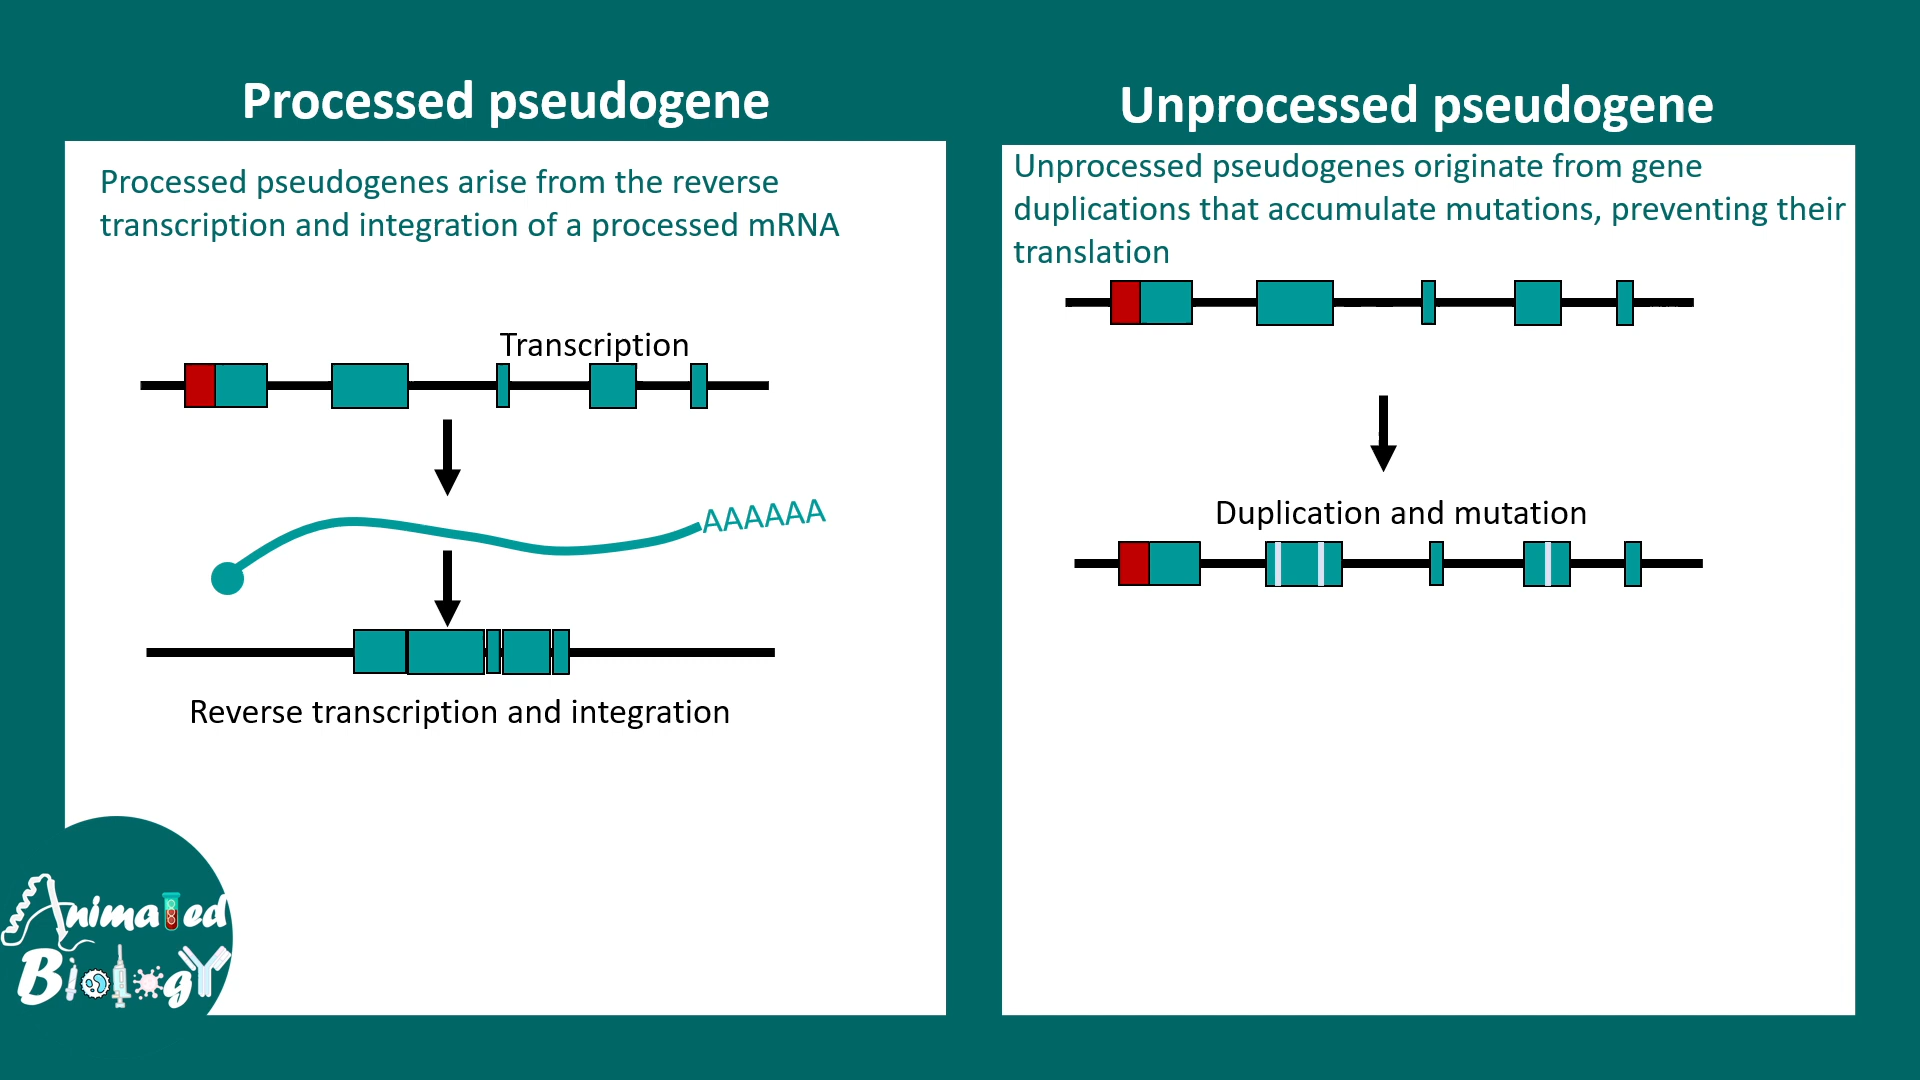 Processed pseudogene
Processed pseudogenes arise from the reverse
transcription and integration of a processed mRNA
Transcription
AAAAAA
Reverse transcription and integration
Unprocessed pseudogene
Unprocessed pseudogenes originate from gene
duplications that accumulate mutations, preventing their
translation
Duplication and mutation
Animated
BiologY